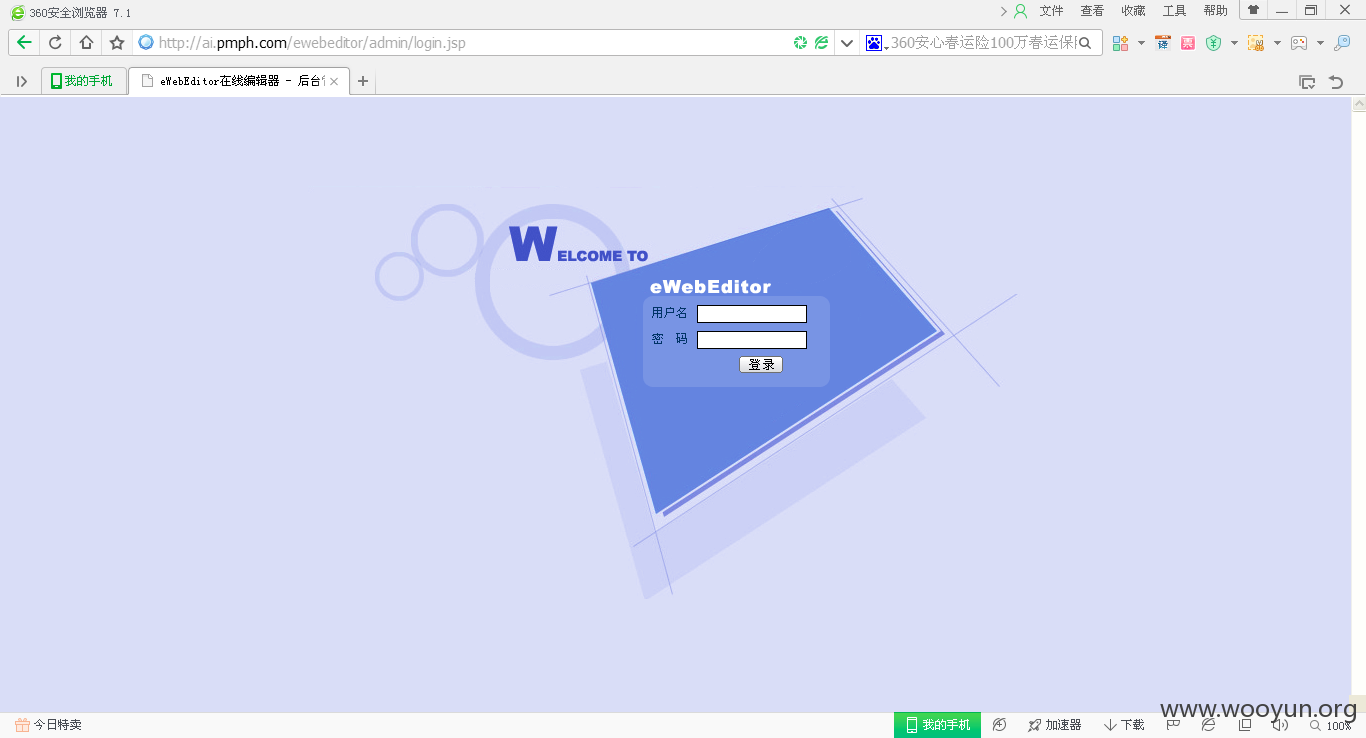 360安全浏览器 7.1
文件 查看 收藏 工具 帮助
http://ai.pmph.com/ewebeditor/admin/login.jsp
360安心春运险100万春运保
译
票
我的手机
eWebEditor在线编辑器 - 后台
WELCOME TO
eWebEditor
用户名
密 码
登录
www.wooyun.org
今日特卖
我的手机
加速器
下载
100%